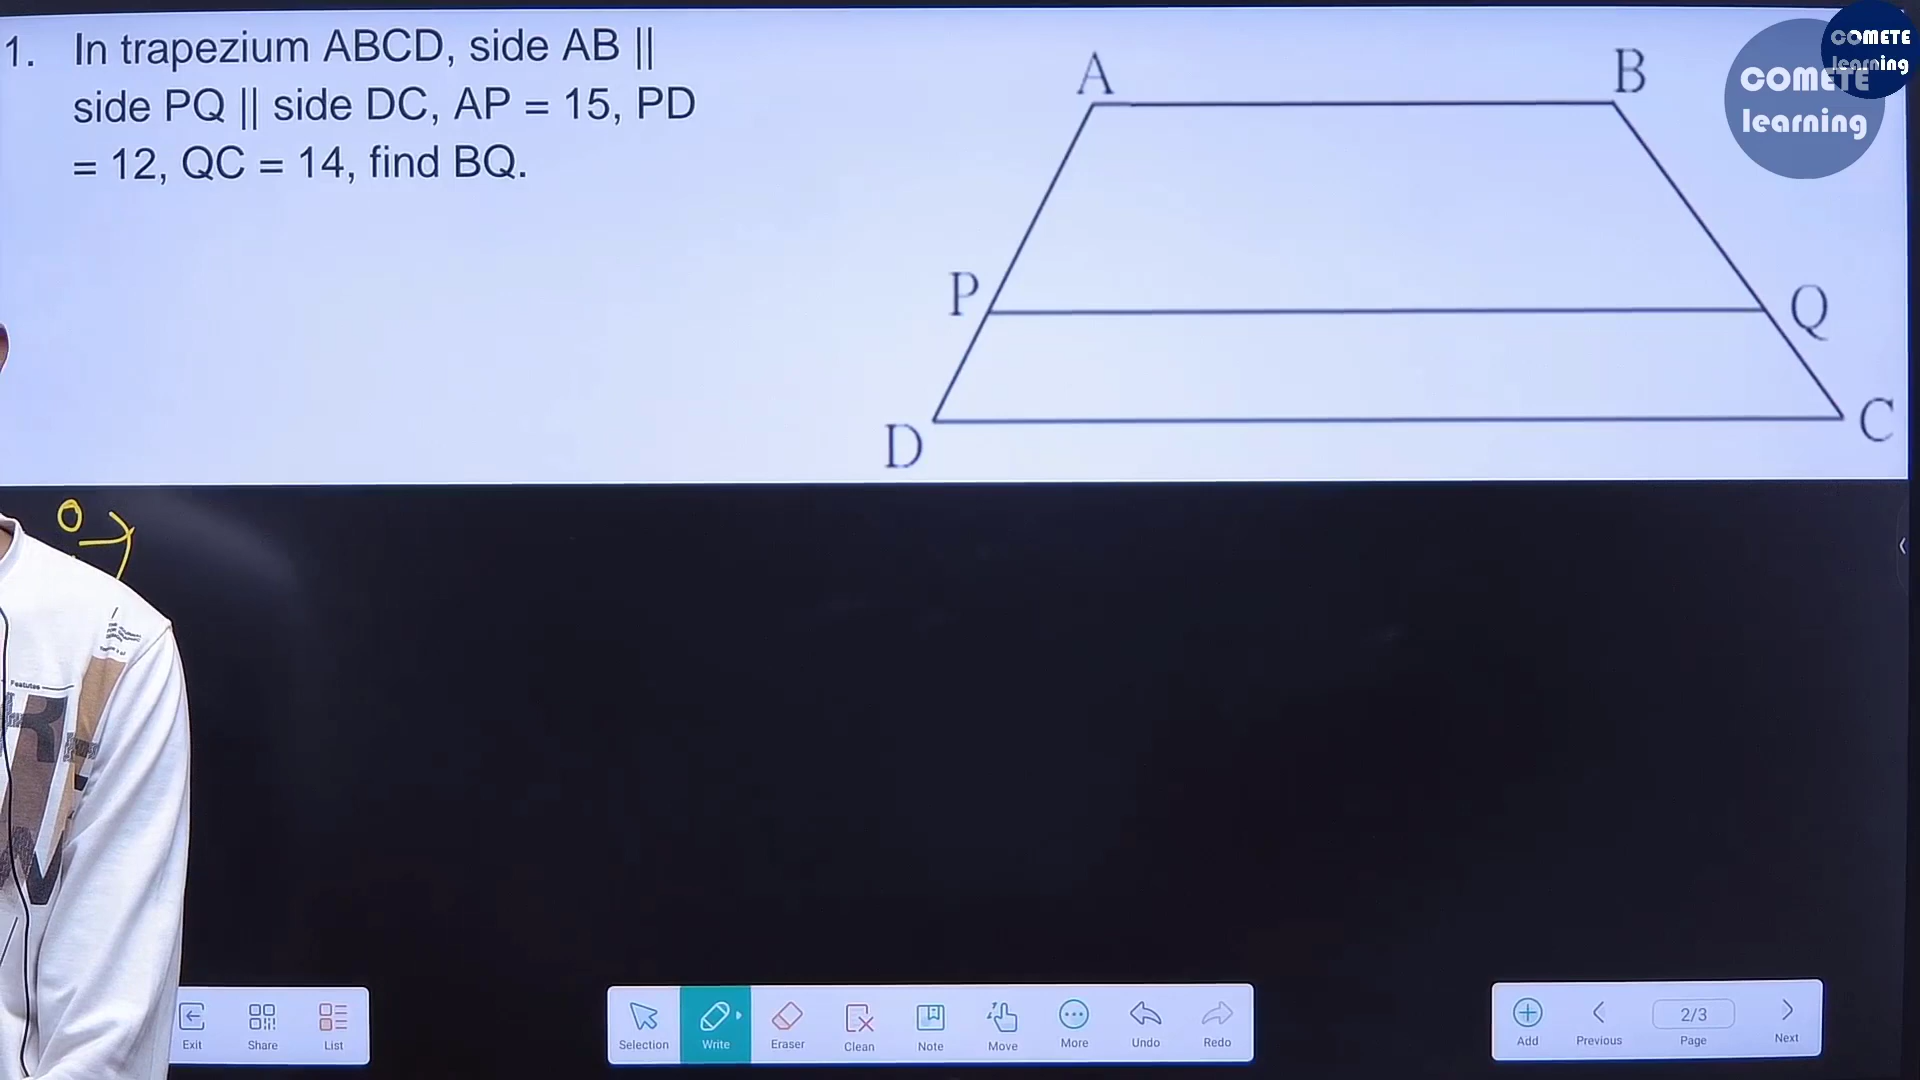 1. In trapezium ABCD, side AB ||
side PQ || side DC, AP = 15, PD
= 12, QC = 14, find BQ.
A
B
P
Q
D
C
COMETE
learning
COMETE
learning
Featutes
Exit
Share
List
Selection
Write
Eraser
Clean
Note
Move
More
Undo
Redo
Add
Previous
2/3
Page
Next